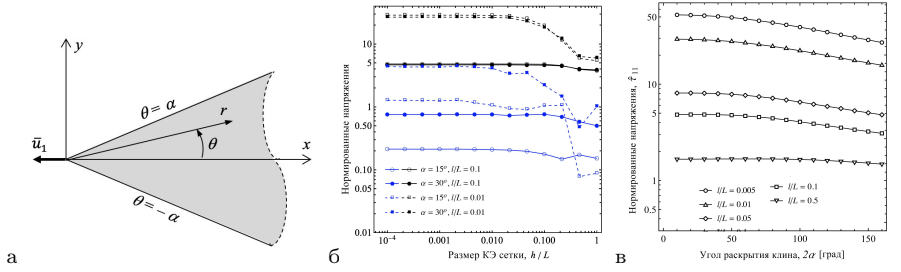 y
θ = α
r
θ
x
ū₁
θ = −α
а
Нормированные напряжения
10
5
1
0.50
0.10
0.05
0.01
10⁻⁴
0.001
0.010
0.100
1
α = 15°, l/L = 0.1
α = 30°, l/L = 0.1
α = 15°, l/L = 0.01
α = 30°, l/L = 0.01
Размер КЭ сетки, h / L
б
Нормированные напряжения, τ̂₁₁
50
10
5
1
0.5
0
50
100
150
l/L = 0.005
l/L = 0.01
l/L = 0.05
l/L = 0.1
l/L = 0.5
Угол раскрытия клина, 2α [град]
в